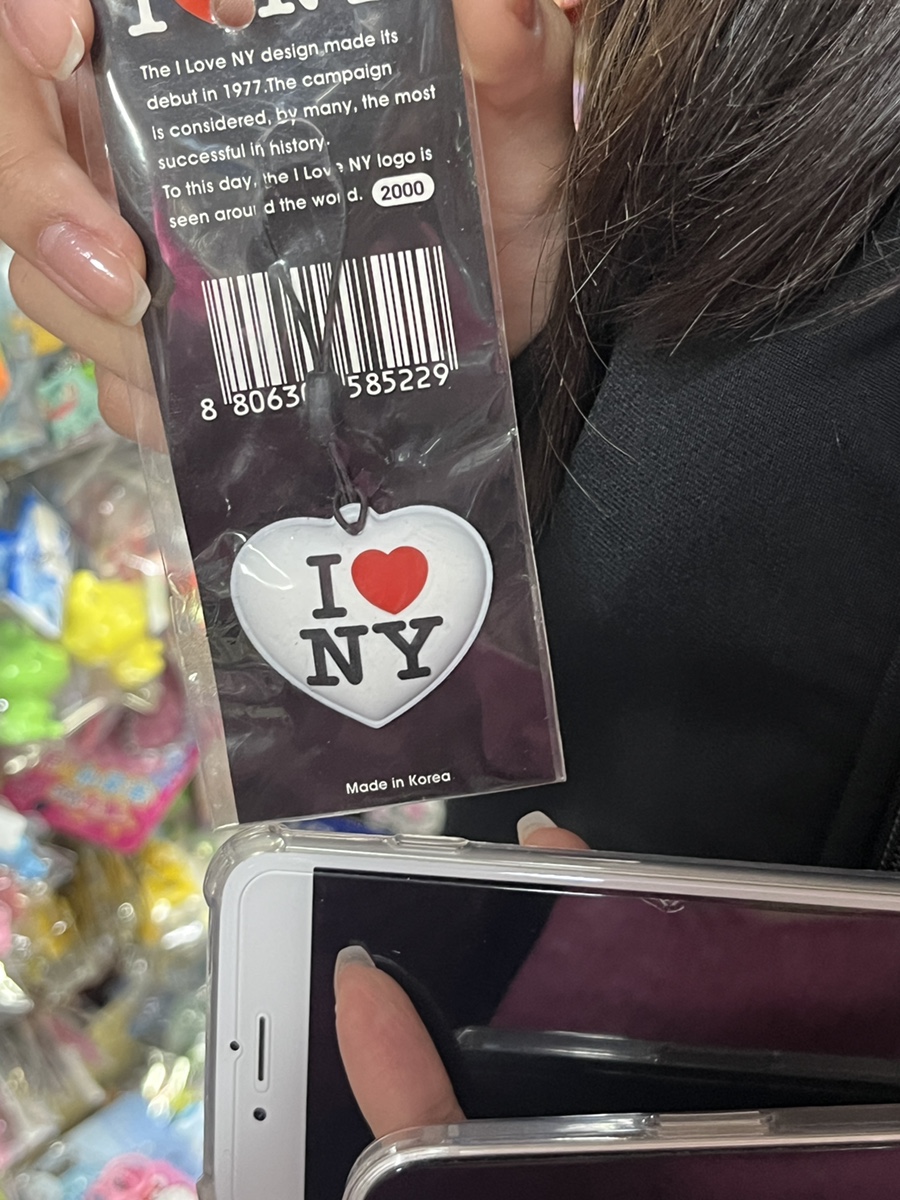 The I Love NY design made its
debut in 1977.The campaign
is considered, by many, the most
successful in history.
To this day, the I Love NY logo is
seen around the world. 2000
8 80630 585229
I ♥
NY
Made in Korea